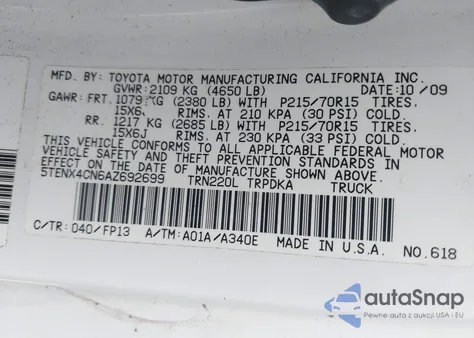 MFD. BY: TOYOTA MOTOR MANUFACTURING CALIFORNIA INC.
GVWR: 2109 KG (4650 LB) DATE: 10/09
GAWR: FRT. 1079 KG (2380 LB) WITH P215/70R15 TIRES.
15X6J RIMS. AT 210 KPA (30 PSI) COLD.
RR. 1217 KG (2685 LB) WITH P215/70R15 TIRES.
15X6J RIMS. AT 230 KPA (33 PSI) COLD.
THIS VEHICLE CONFORMS TO ALL APPLICABLE FEDERAL MOTOR
VEHICLE SAFETY AND THEFT PREVENTION STANDARDS IN
EFFECT ON THE DATE OF MANUFACTURE SHOWN ABOVE.
5TENX4CN6AZ692699 TRN220L TRPDKA TRUCK
C/TR: 040/FP13 A/TM: A01A/A340E MADE IN U.S.A. NO.618
autoSnap
Pewne auta z aukcji USA i EU